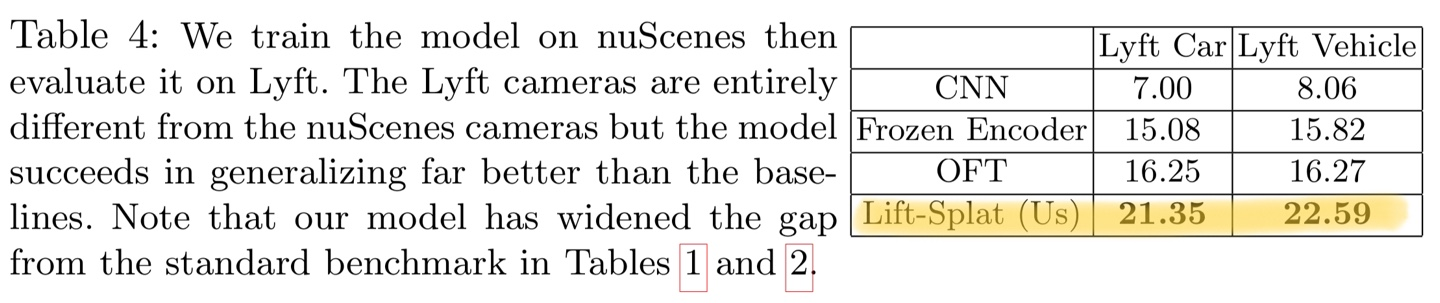 Table 4: We train the model on nuScenes then
evaluate it on Lyft. The Lyft cameras are entirely
different from the nuScenes cameras but the model
succeeds in generalizing far better than the base-
lines. Note that our model has widened the gap
from the standard benchmark in Tables 1 and 2.
Lyft Car Lyft Vehicle
CNN 7.00 8.06
Frozen Encoder 15.08 15.82
OFT 16.25 16.27
Lift-Splat (Us) 21.35 22.59